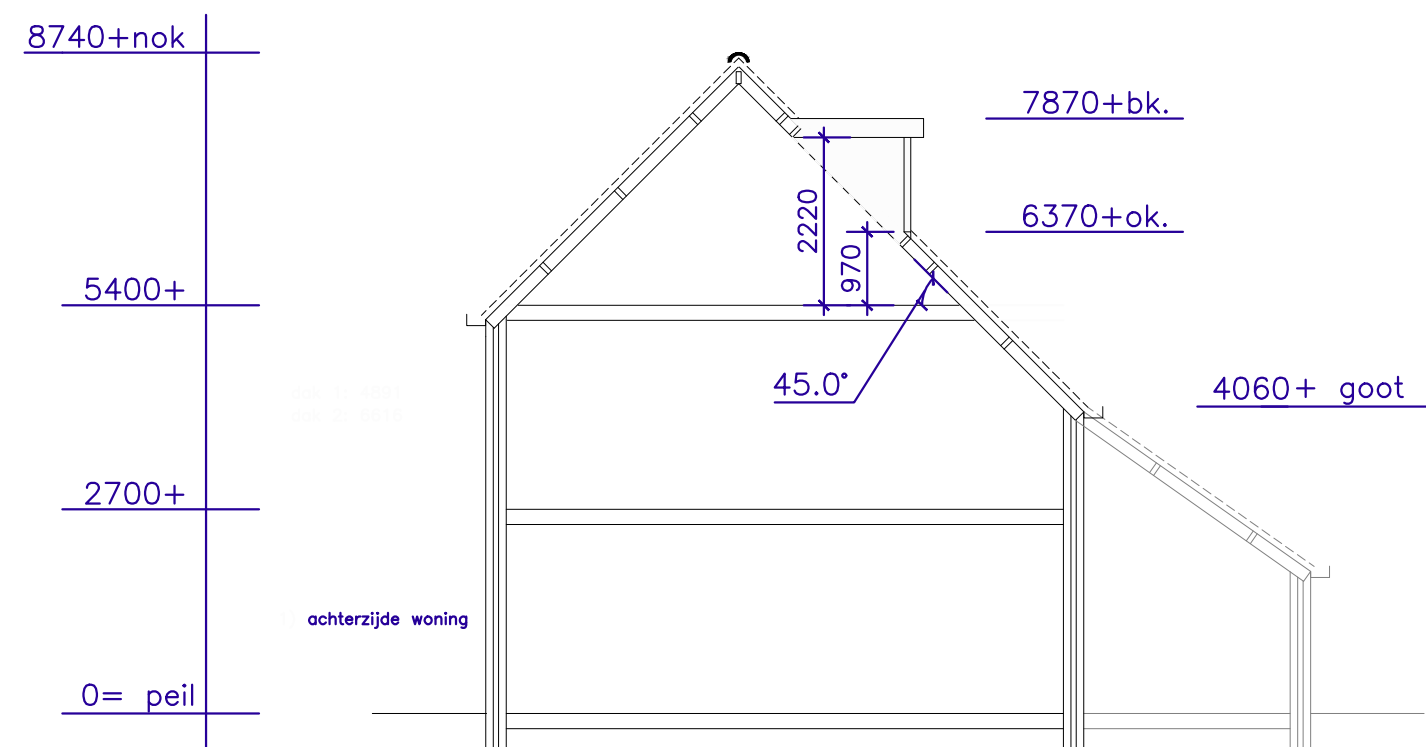 8740+nok
7870+bk.
2220
6370+ok.
970
5400+
45.0°
4060+ goot
2700+
achterzijde woning
0= peil